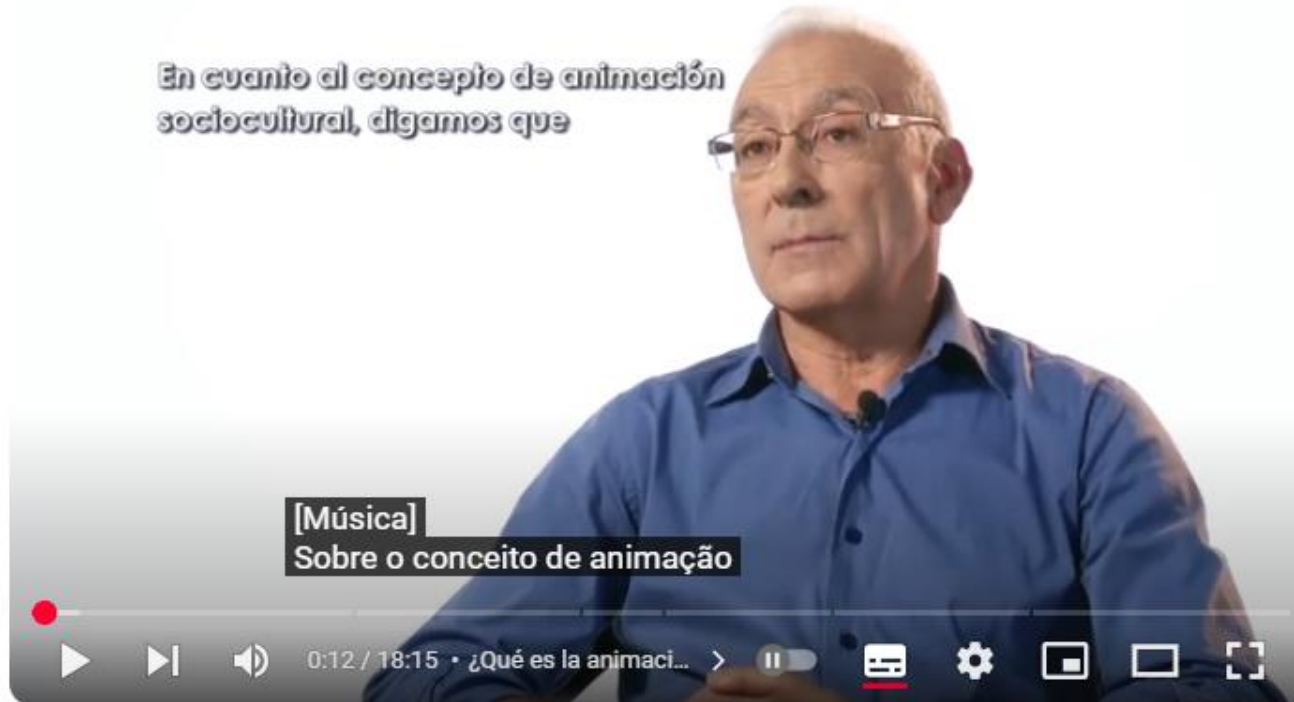 En cuanto al concepto de animación
sociocultural, digamos que
[Música]
Sobre o conceito de animação
0:12 / 18:15 • ¿Qué es la animaci...